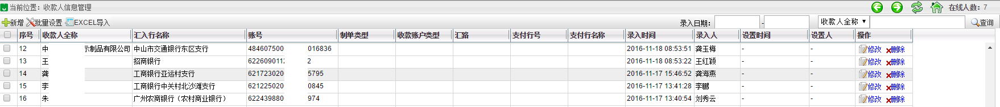 当前位置：收款人信息管理 在线人数：7
新增 批量设置 EXCEL导入 录入日期： - 收款人全称 查询
序号 收款人全称 汇入行名称 账号 制单类型 收款账户类型 汇路 支付行号 支付行名称 录入时间 录入人 设置时间 设置人 操作
12 中 示制品有限公司 中山市交通银行东区支行 484607500 016836 2016-11-18 08:53:51 龚玉梅 - - 修改 删除
13 王 招商银行 622609011 2 2016-11-18 08:53:22 王红颖 - - 修改 删除
14 龚 工商银行亚运村支行 621723020 5795 2016-11-17 15:46:52 龚海燕 - - 修改 删除
15 李 工商银行中关村北沙滩支行 621225020 0845 2016-11-17 13:41:28 李鹏 - - 修改 删除
16 朱 广州农商银行（农村商业银行） 622439880 974 2016-11-17 13:40:54 刘秀云 - - 修改 删除